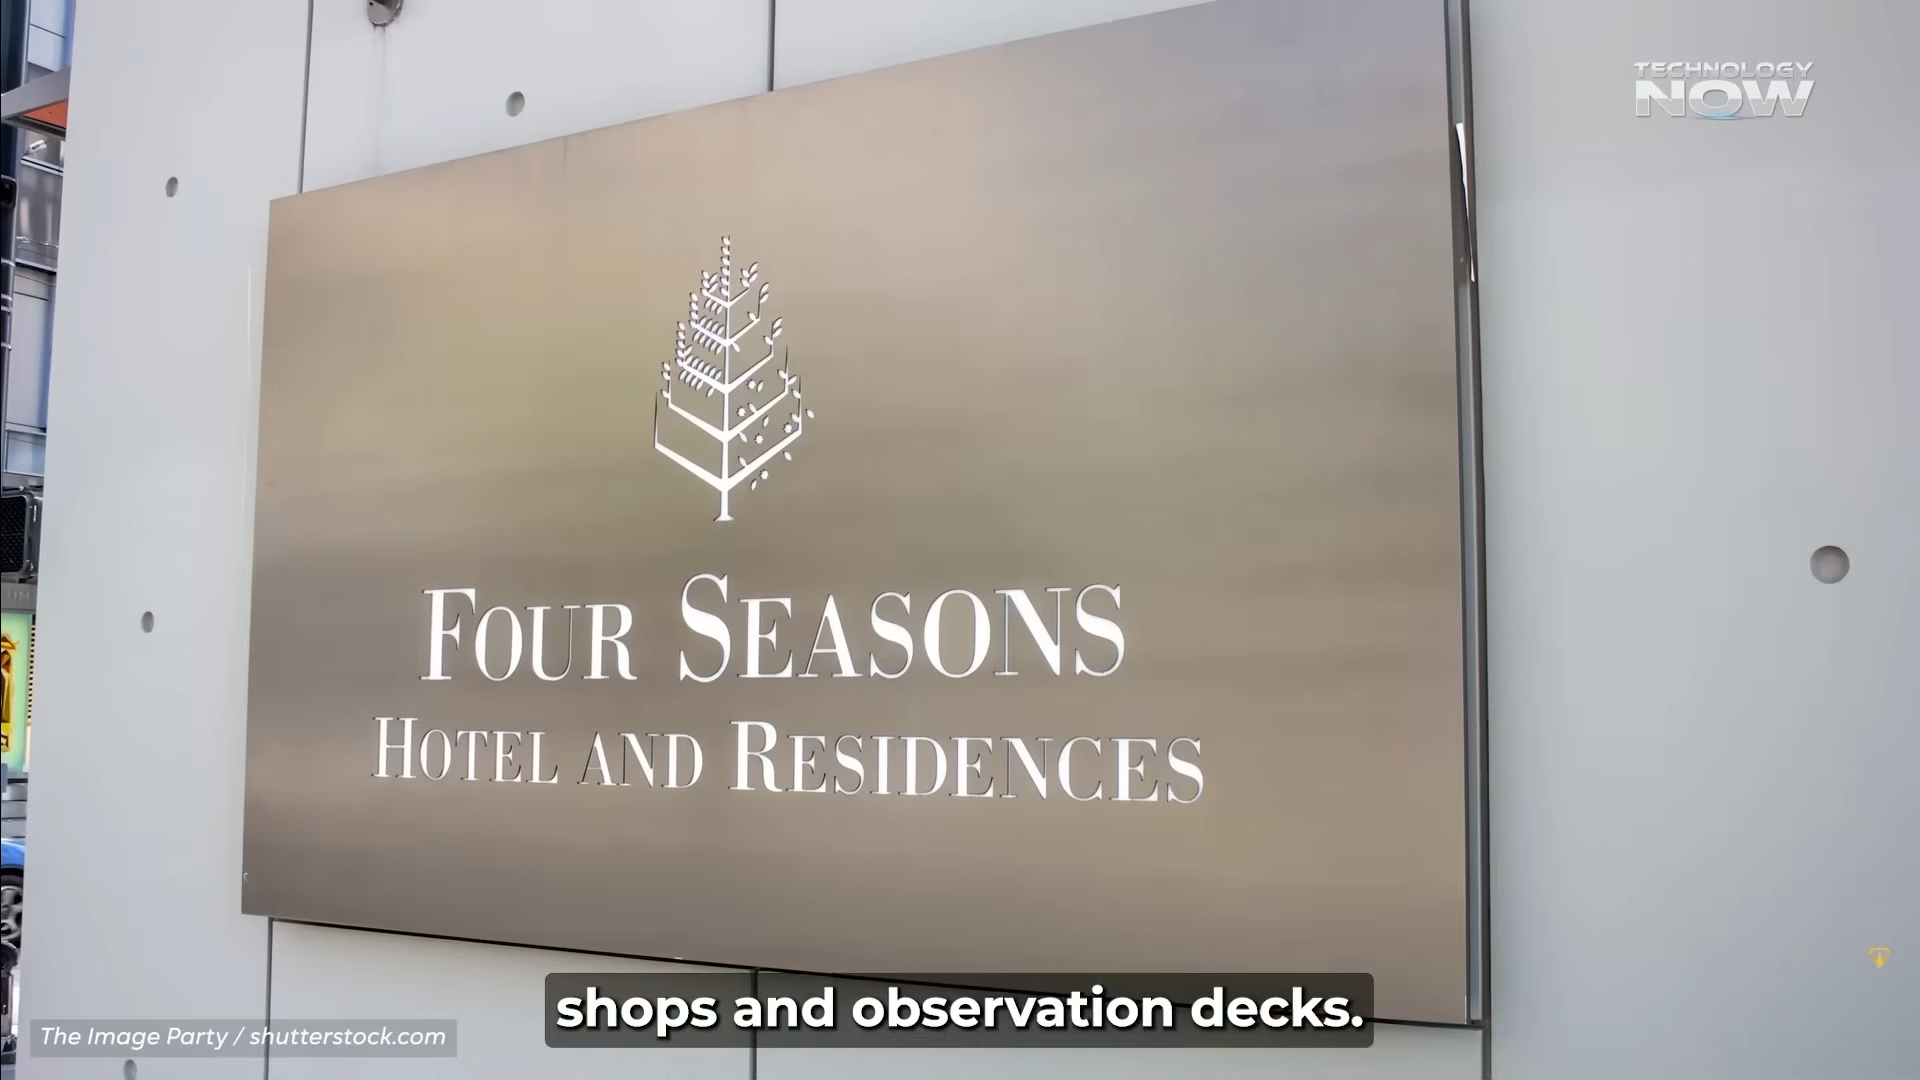 TECHNOLOGY
NOW
FOUR SEASONS
HOTEL AND RESIDENCES
shops and observation decks.
The Image Party / shutterstock.com